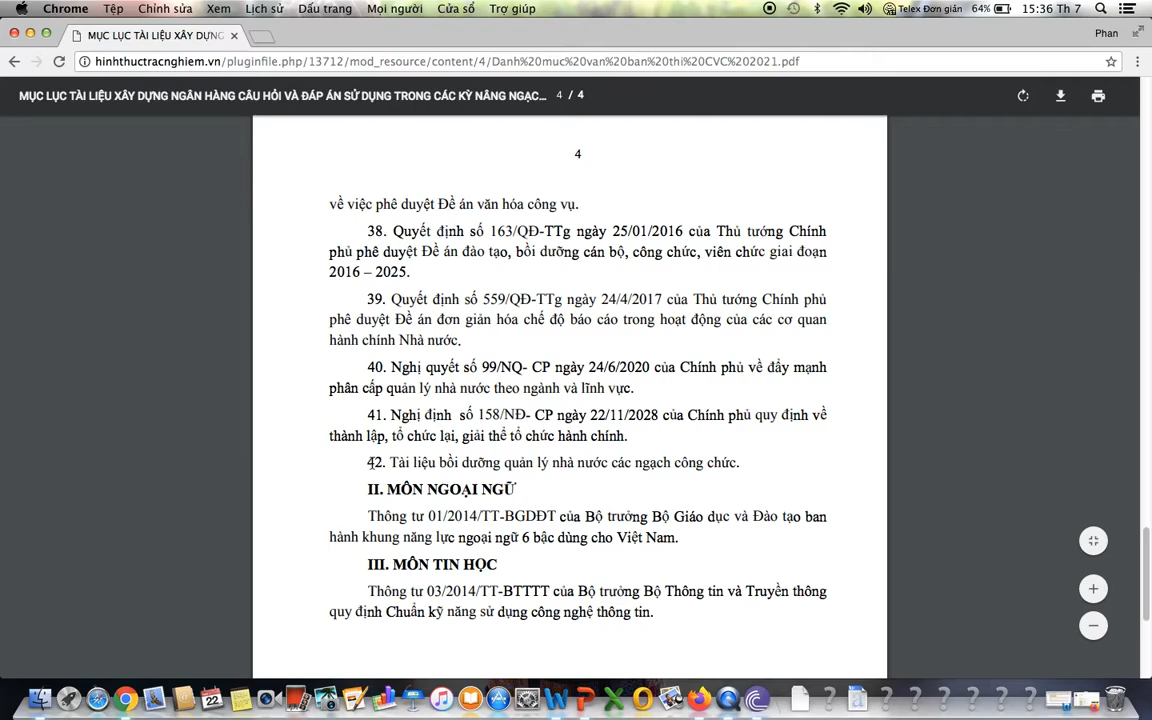 Chrome Tệp Chỉnh sửa Xem Lịch sử Dấu trang Mọi người Cửa sổ Trợ giúp Telex Đơn giản 64% 15:36 Th 7
MỤC LỤC TÀI LIỆU XÂY DỰNG Phan
hinhthuctracnghiem.vn/pluginfile.php/13712/mod_resource/content/4/Danh%20muc%20van%20ban%20thi%20CVC%202021.pdf
MỤC LỤC TÀI LIỆU XÂY DỰNG NGÂN HÀNG CÂU HỎI VÀ ĐÁP ÁN SỬ DỤNG TRONG CÁC KỲ NÂNG NGẠC... 4 / 4
4
về việc phê duyệt Đề án văn hóa công vụ.
38. Quyết định số 163/QĐ-TTg ngày 25/01/2016 của Thủ tướng Chính
phủ phê duyệt Đề án đào tạo, bồi dưỡng cán bộ, công chức, viên chức giai đoạn
2016 – 2025.
39. Quyết định số 559/QĐ-TTg ngày 24/4/2017 của Thủ tướng Chính phủ
phê duyệt Đề án đơn giản hóa chế độ báo cáo trong hoạt động của các cơ quan
hành chính Nhà nước.
40. Nghị quyết số 99/NQ- CP ngày 24/6/2020 của Chính phủ về đẩy mạnh
phân cấp quản lý nhà nước theo ngành và lĩnh vực.
41. Nghị định số 158/NĐ- CP ngày 22/11/2028 của Chính phủ quy định về
thành lập, tổ chức lại, giải thể tổ chức hành chính.
42. Tài liệu bồi dưỡng quản lý nhà nước các ngạch công chức.
II. MÔN NGOẠI NGỮ
Thông tư 01/2014/TT-BGDĐT của Bộ trưởng Bộ Giáo dục và Đào tạo ban
hành khung năng lực ngoại ngữ 6 bậc dùng cho Việt Nam.
III. MÔN TIN HỌC
Thông tư 03/2014/TT-BTTTT của Bộ trưởng Bộ Thông tin và Truyền thông
quy định Chuẩn kỹ năng sử dụng công nghệ thông tin.
22